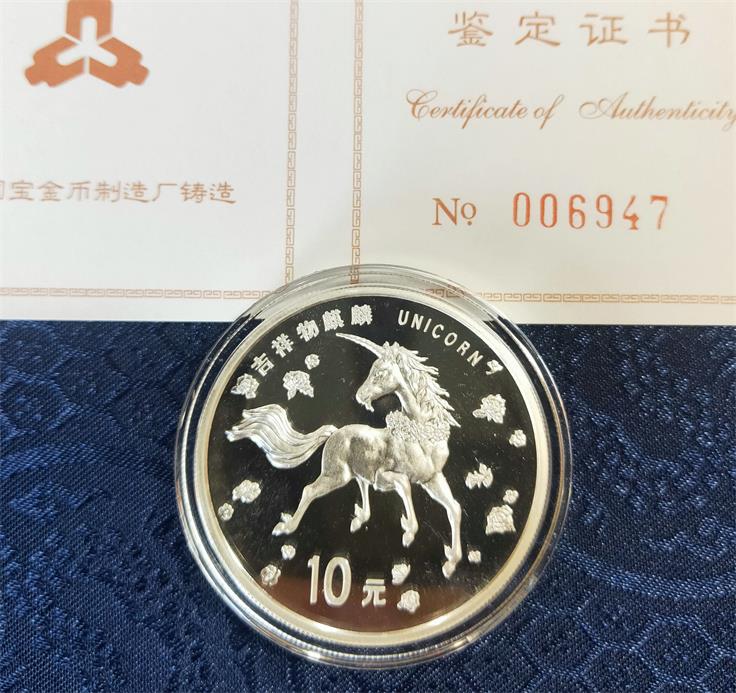 鉴定证书
Certificate of Authenticity
宝金币制造厂铸造
No 006947
吉祥物麒麟 UNICORN
10元